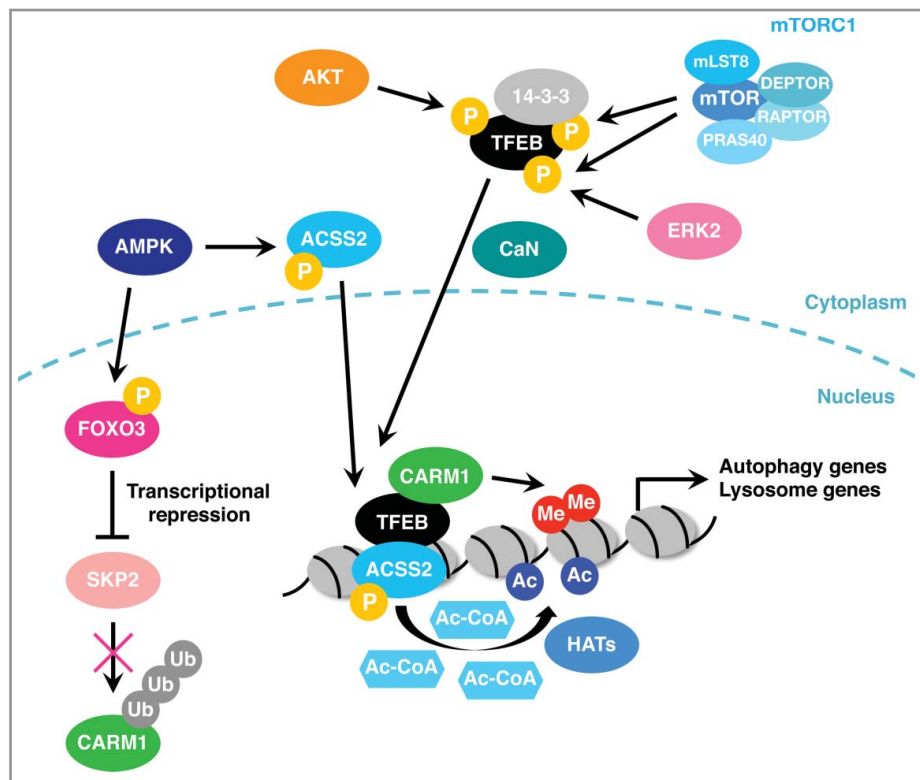 mTORC1
mLST8
AKT
14-3-3
DEPTOR
mTOR
P
P
TFEB
RAPTOR
PRAS40
P
ERK2
AMPK
ACSS2
CaN
P
Cytoplasm
Nucleus
P
FOXO3
CARM1
Autophagy genes
Lysosome genes
Transcriptional
repression
Me
Me
TFEB
SKP2
ACSS2
Ac
Ac
P
Ac-CoA
HATs
Ub
Ac-CoA
Ac-CoA
Ub
Ub
CARM1